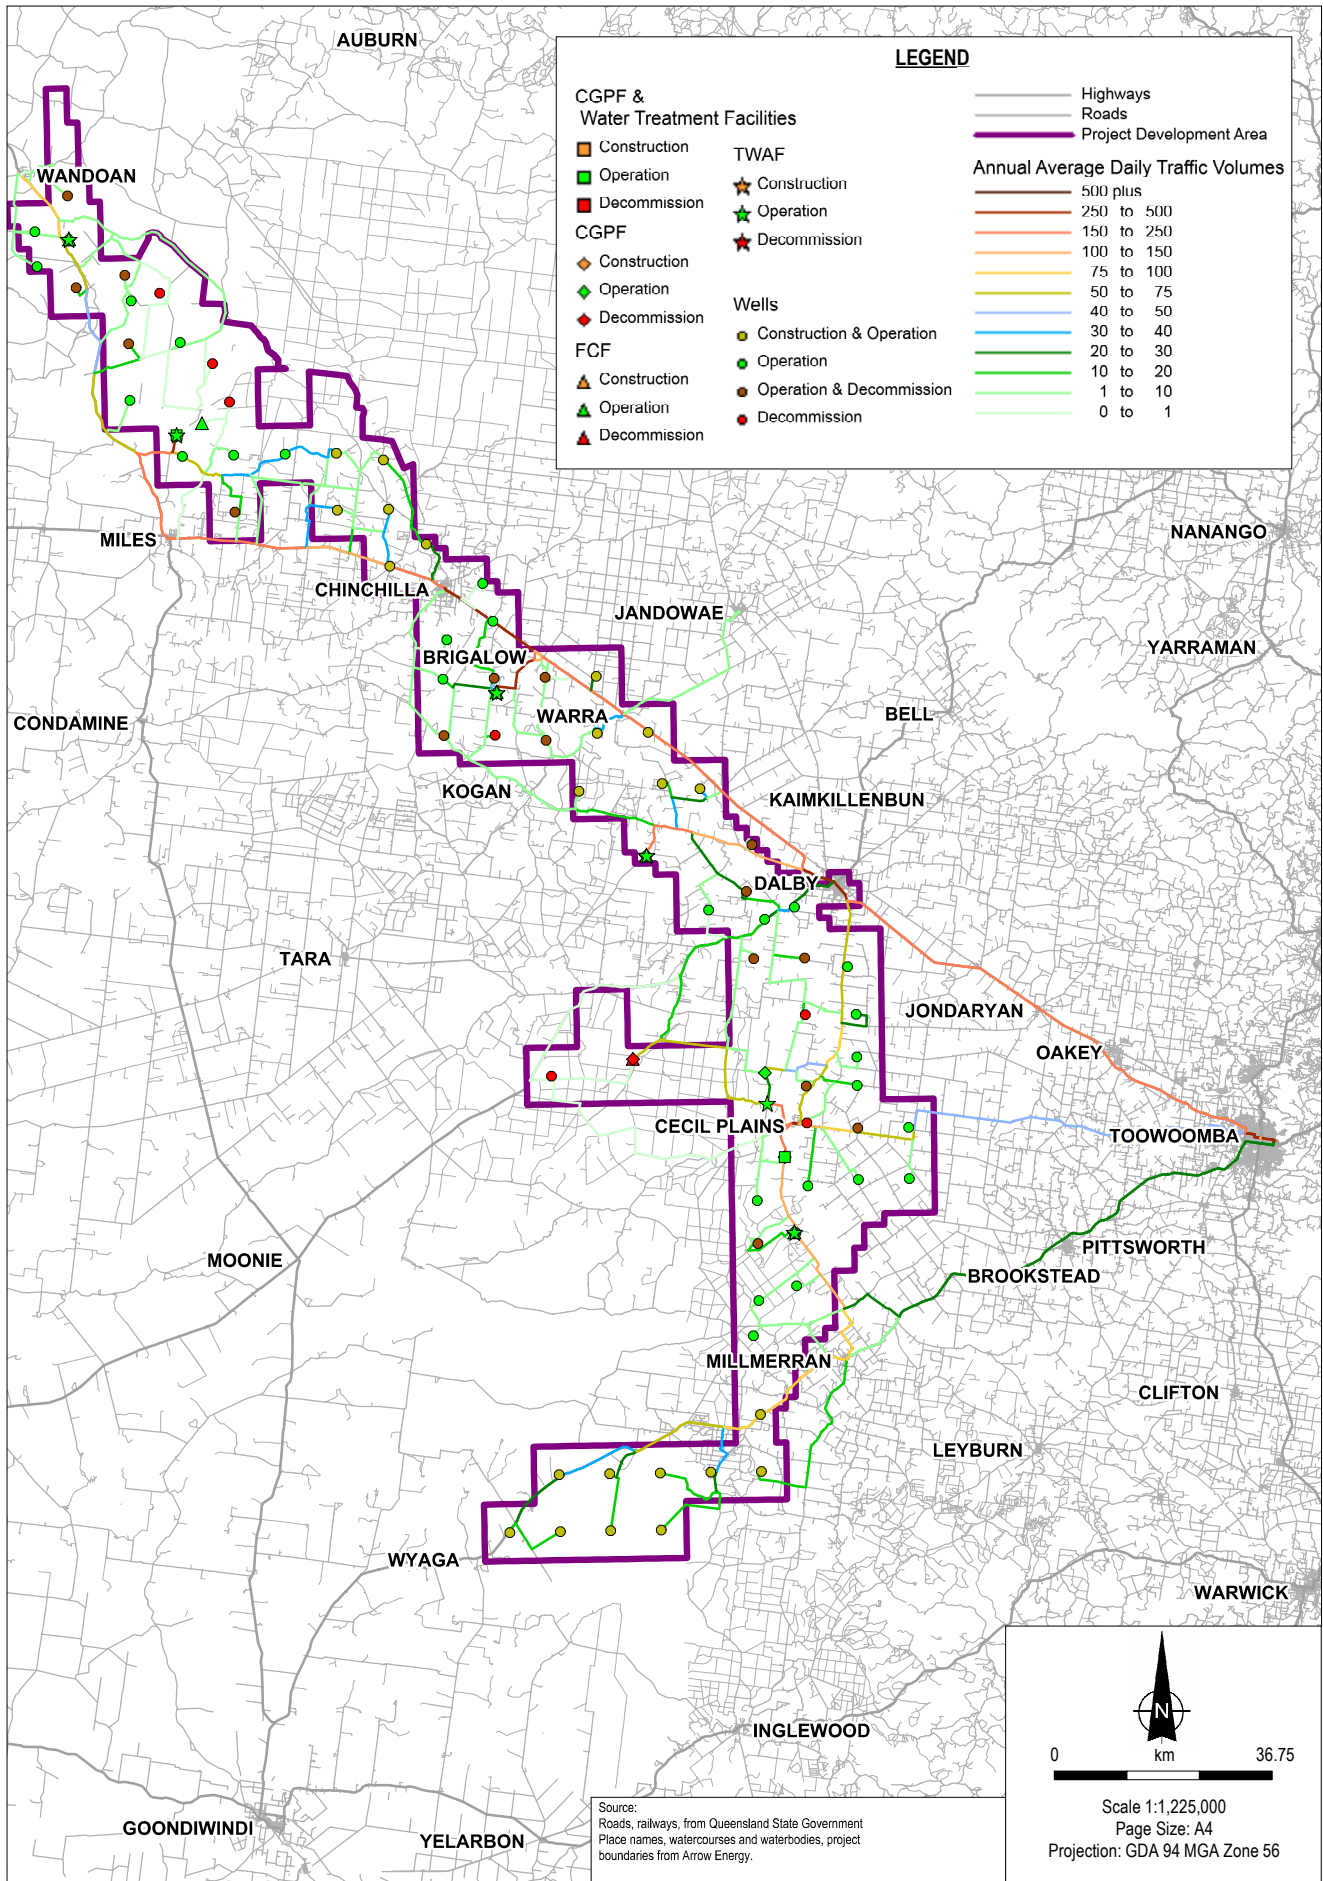 AUBURN
LEGEND
CGPF &
Water Treatment Facilities
Construction
Operation
Decommission
CGPF
Construction
Operation
Decommission
FCF
Construction
Operation
Decommission
TWAF
Construction
Operation
Decommission
Wells
Construction & Operation
Operation
Operation & Decommission
Decommission
Highways
Roads
Project Development Area
Annual Average Daily Traffic Volumes
500 plus
250 to 500
150 to 250
100 to 150
75 to 100
50 to 75
40 to 50
30 to 40
20 to 30
10 to 20
1 to 10
0 to 1
WANDOAN
NANANGO
MILES
CHINCHILLA
JANDOWAE
YARRAMAN
BRIGALOW
CONDAMINE
WARRA
BELL
KOGAN
KAIMKILLENBUN
DALBY
TARA
JONDARYAN
OAKEY
CECIL PLAINS
TOOWOOMBA
MOONIE
PITTSWORTH
BROOKSTEAD
MILLMERRAN
CLIFTON
LEYBURN
WYAGA
WARWICK
INGLEWOOD
GOONDIWINDI
YELARBON
N
0 km 36.75
Scale 1:1,225,000
Page Size: A4
Projection: GDA 94 MGA Zone 56
Source:
Roads, railways, from Queensland State Government
Place names, watercourses and waterbodies, project
boundaries from Arrow Energy.